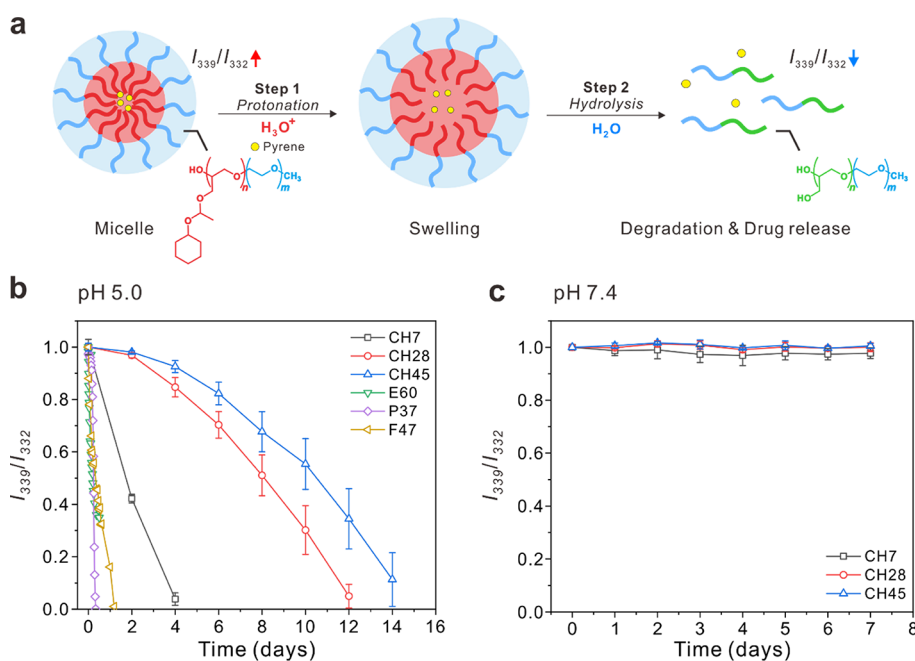 a
I339/I332
Step 1
Protonation
H3O+
Pyrene
HO
O
n
O
m
CH3
O
O
Micelle
Swelling
Step 2
Hydrolysis
H2O
I339/I332
HO
O
n
O
m
CH3
HO
Degradation & Drug release
b
pH 5.0
I339/I332
1.0
0.8
0.6
0.4
0.2
0.0
0 2 4 6 8 10 12 14 16
Time (days)
CH7
CH28
CH45
E60
P37
F47
c
pH 7.4
I339/I332
1.0
0.8
0.6
0.4
0.2
0.0
0 1 2 3 4 5 6 7 8
Time (days)
CH7
CH28
CH45